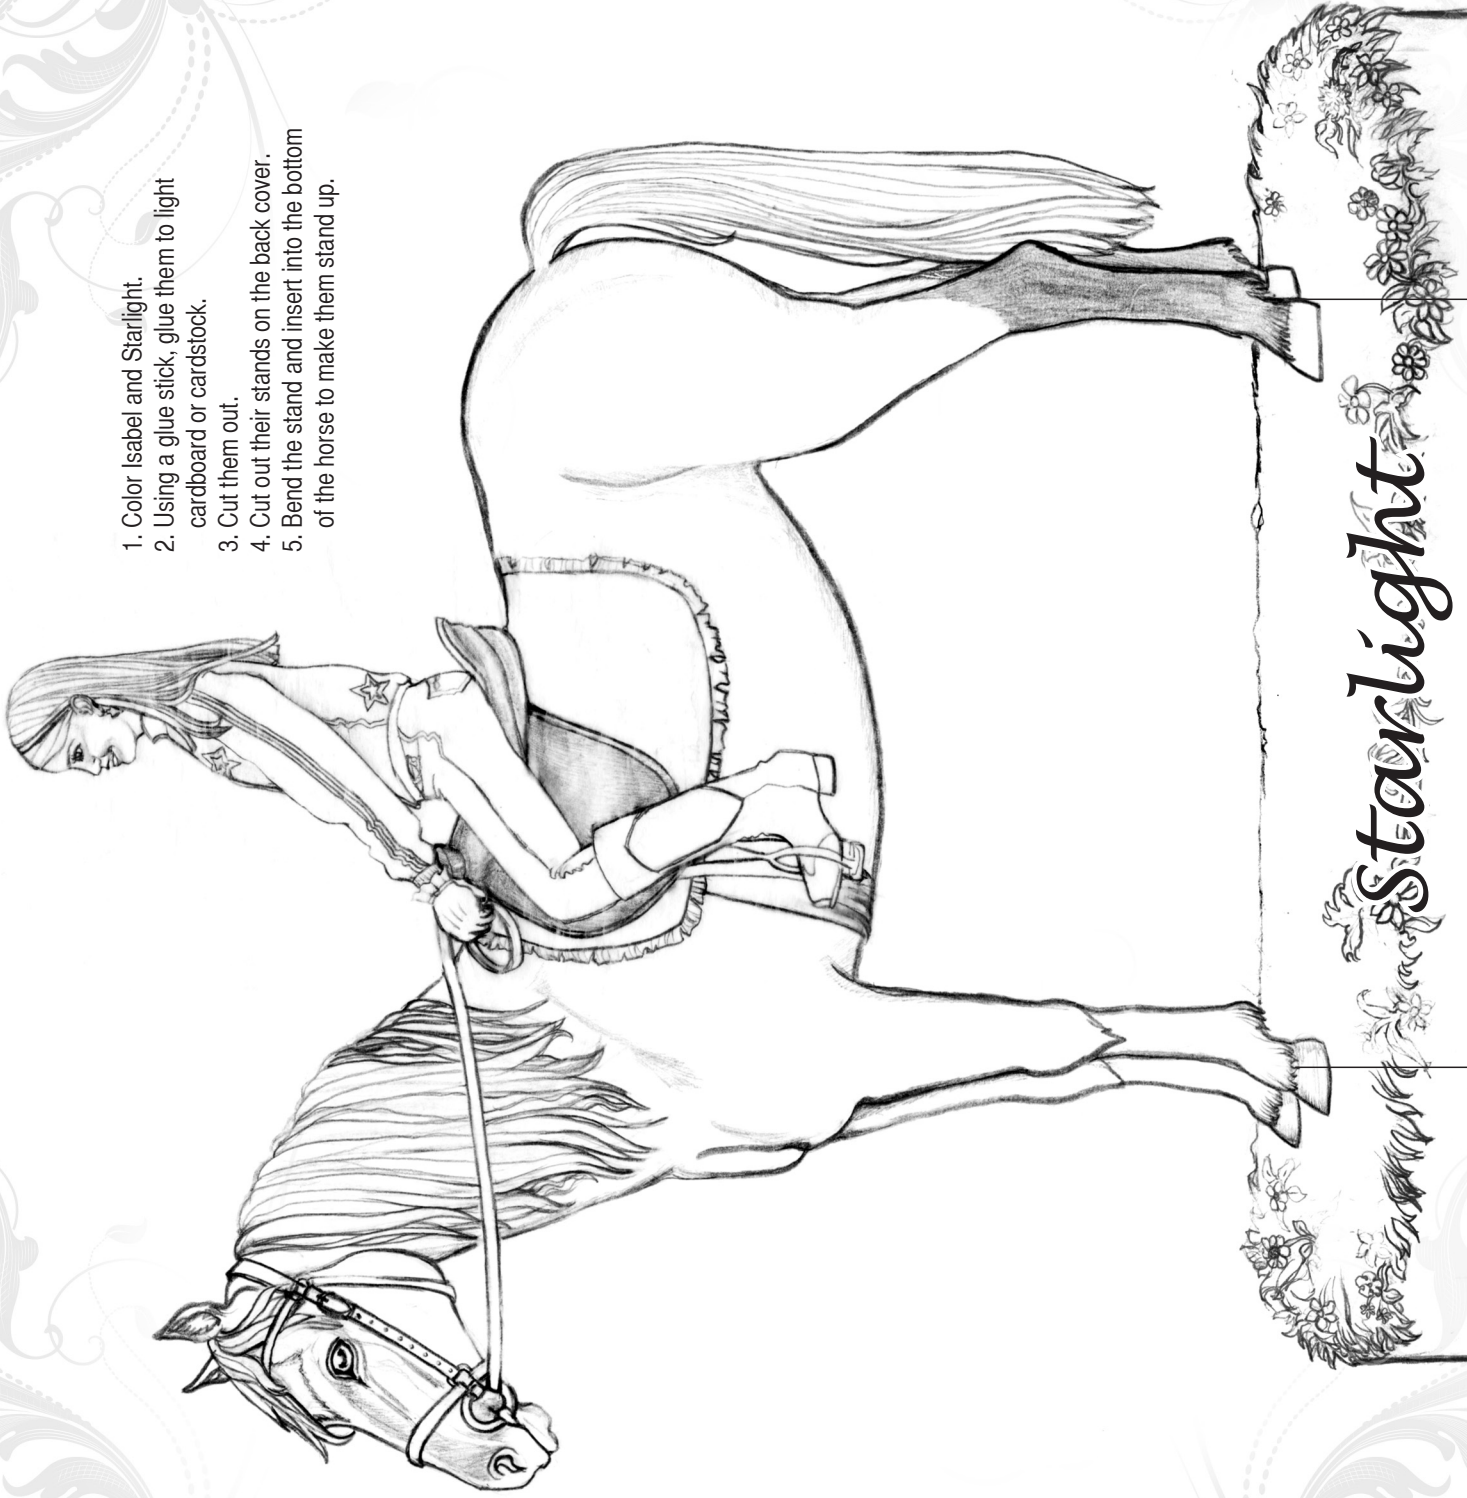 1. Color Isabel and Starlight.
2. Using a glue stick, glue them to light
cardboard or cardstock.
3. Cut them out.
4. Cut out their stands on the back cover.
5. Bend the stand and insert into the bottom
of the horse to make them stand up.
Starlight